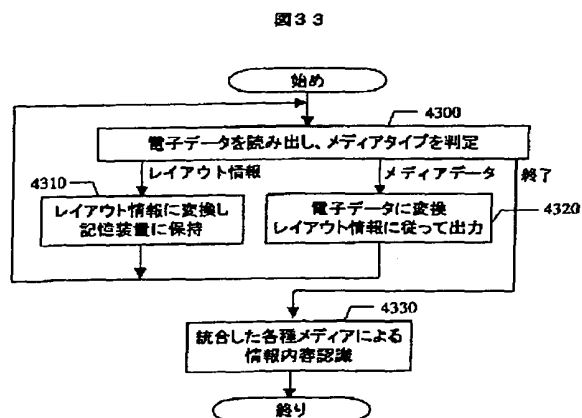 図33
始め
4300
電子データを読み出し、メディアタイプを判定
レイアウト情報
メディアデータ
終了
4310
レイアウト情報に変換し
記憶装置に保持
電子データに変換
レイアウト情報に従って出力
4320
4330
統合した各種メディアによる
情報内容認識
終り